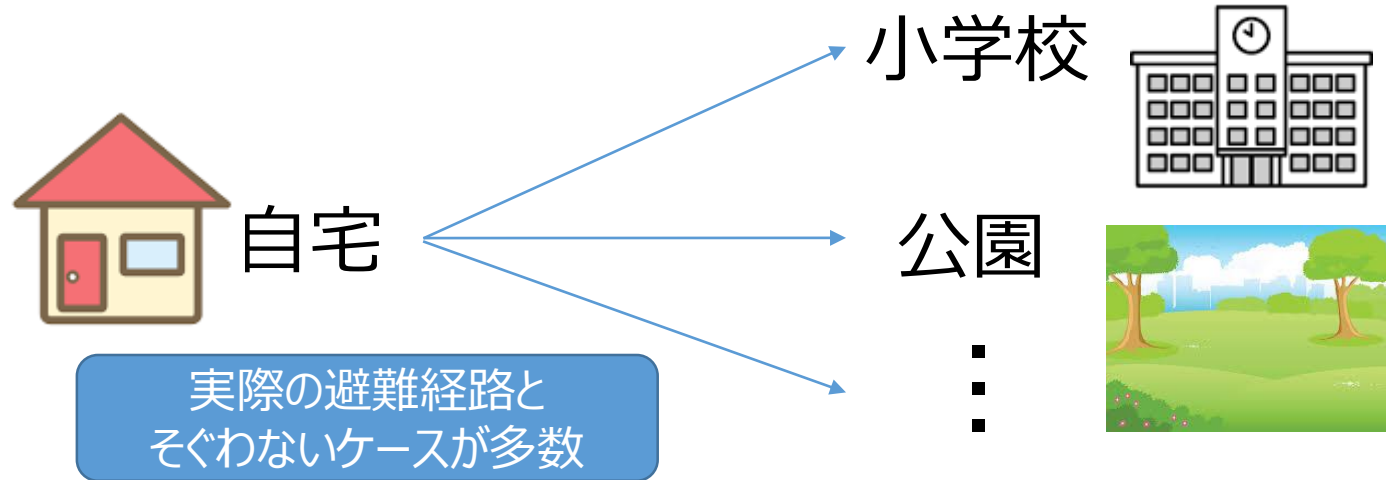 小学校
自宅
公園
実際の避難経路と
そぐわないケースが多数